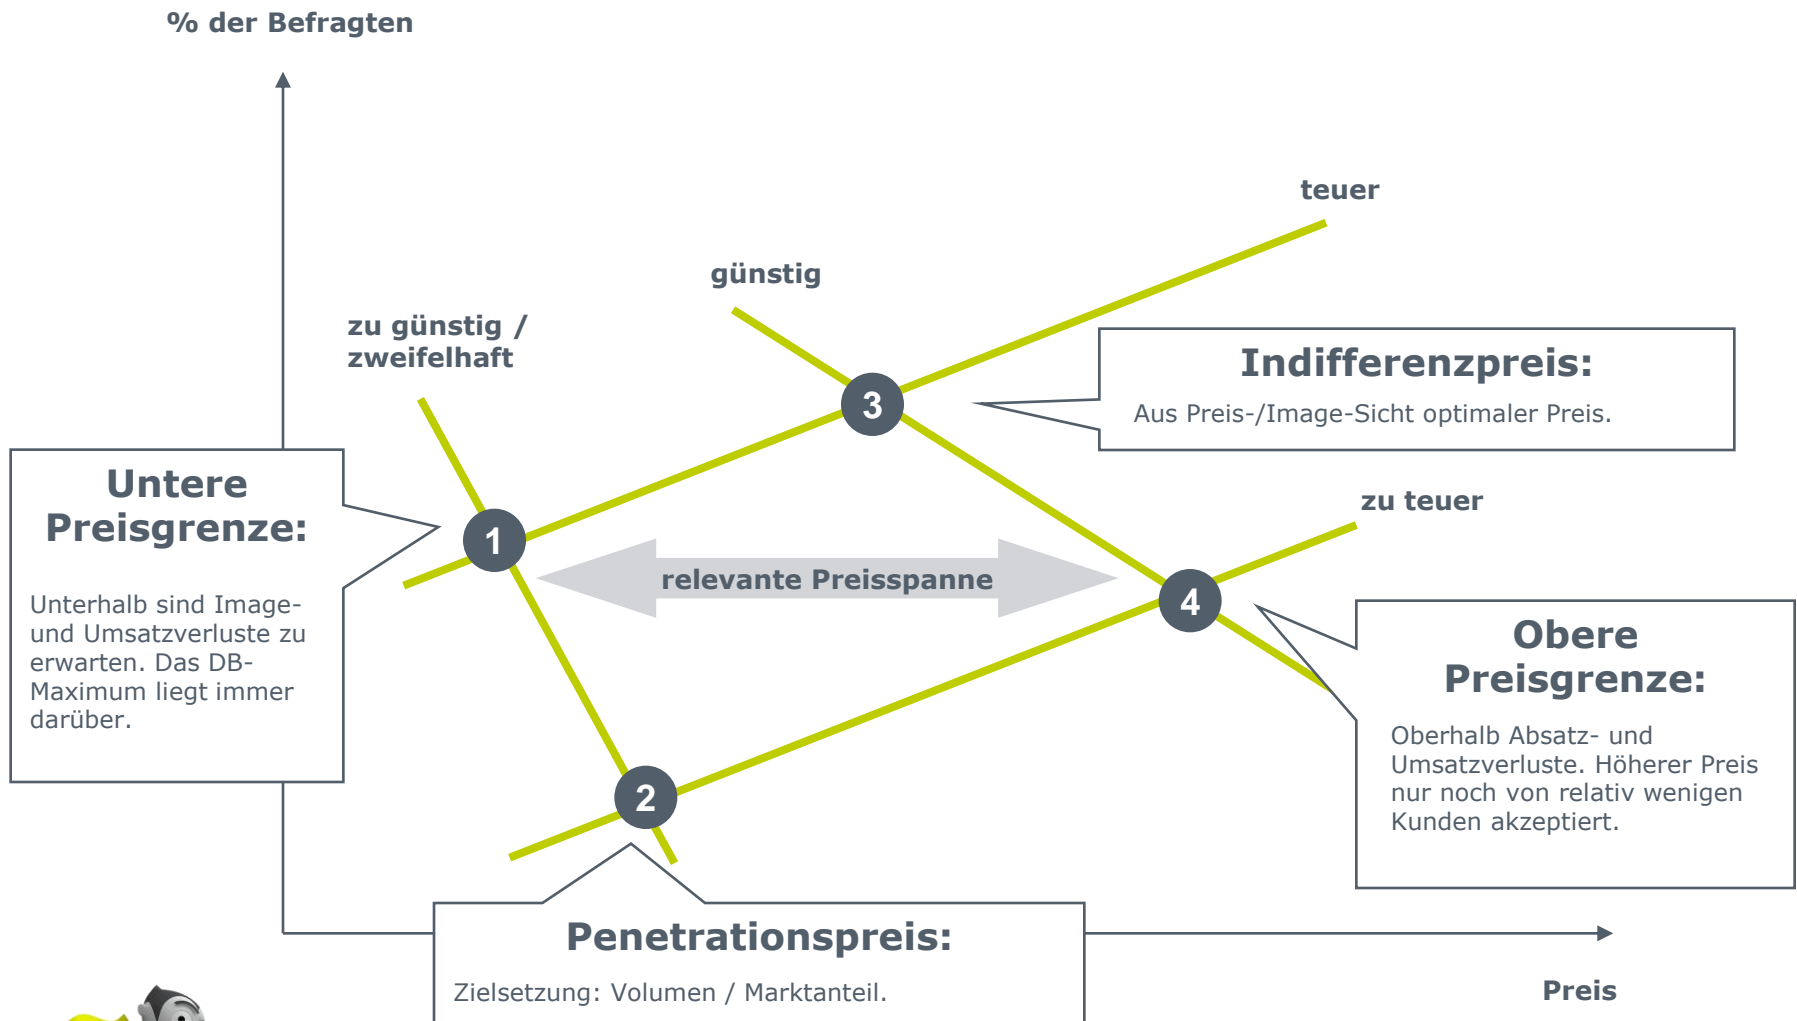 % der Befragten
teuer
günstig
zu günstig /
zweifelhaft
3
Indifferenzpreis:
Aus Preis-/Image-Sicht optimaler Preis.
Untere
Preisgrenze:
Unterhalb sind Image-
und Umsatzverluste zu
erwarten. Das DB-
Maximum liegt immer
darüber.
1
relevante Preisspanne
zu teuer
4
Obere
Preisgrenze:
Oberhalb Absatz- und
Umsatzverluste. Höherer Preis
nur noch von relativ wenigen
Kunden akzeptiert.
2
Penetrationspreis:
Zielsetzung: Volumen / Marktanteil.
Preis